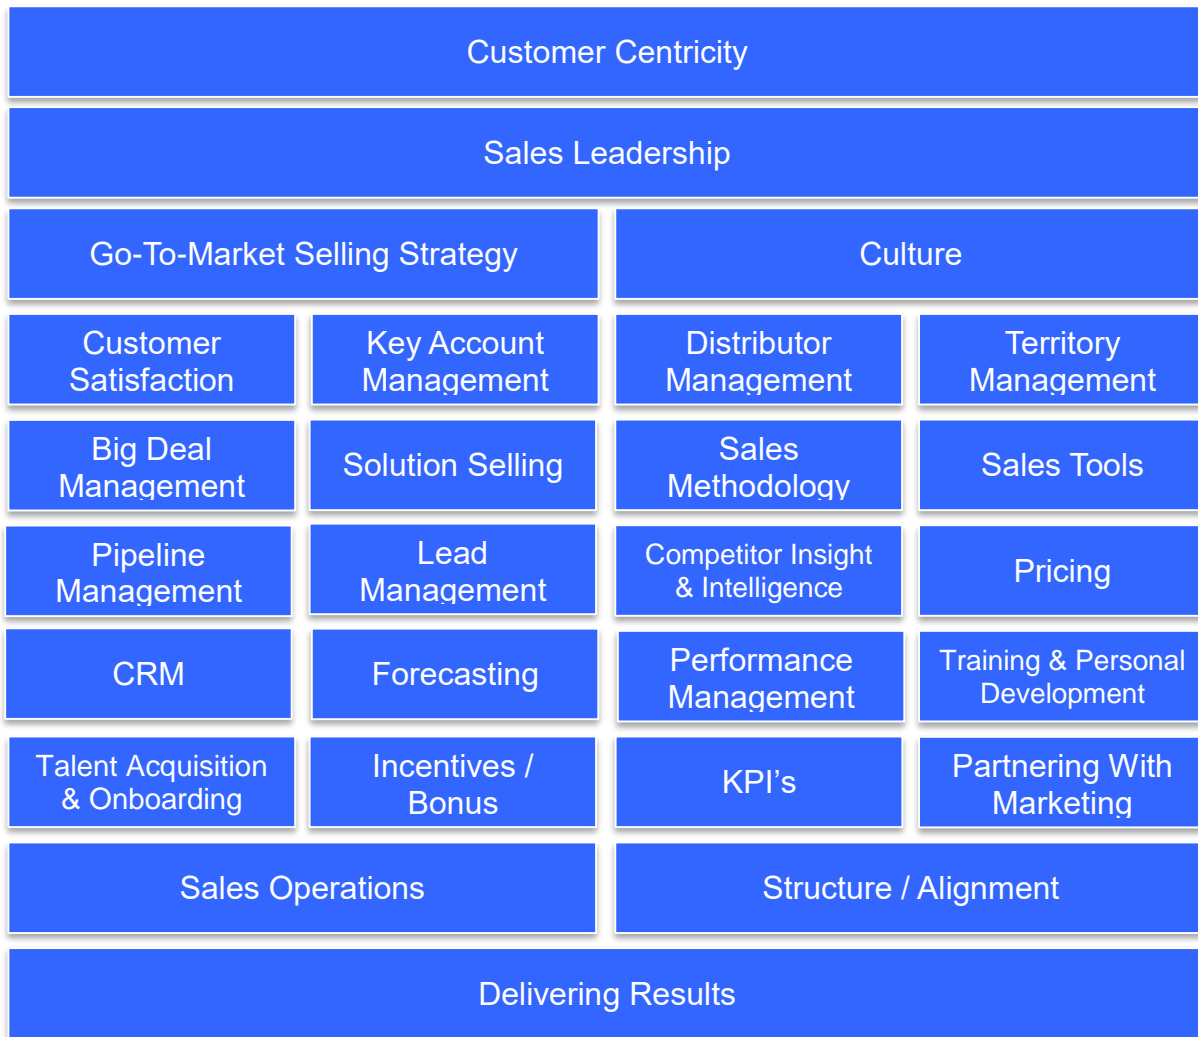 Customer Centricity
Sales Leadership
Go-To-Market Selling Strategy
Culture
Customer
Satisfaction
Key Account
Management
Distributor
Management
Territory
Management
Big Deal
Management
Solution Selling
Sales
Methodology
Sales Tools
Pipeline
Management
Lead
Management
Competitor Insight
& Intelligence
Pricing
CRM
Forecasting
Performance
Management
Training & Personal
Development
Talent Acquisition
& Onboarding
Incentives /
Bonus
KPI’s
Partnering With
Marketing
Sales Operations
Structure / Alignment
Delivering Results